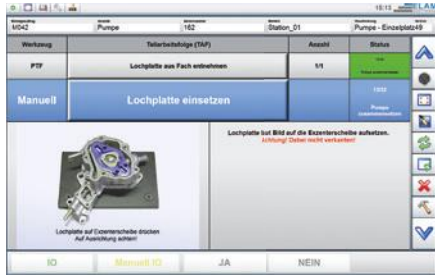 18:13
ELAM
M042
Pumpe
162
Station_01
Pumpe - Einzelplatz49
Werkzeug
Teilarbeitsfolge (TAF)
Anzahl
Status
PTF
Lochplatte aus Fach entnehmen
1/1
Manuell
Lochplatte einsetzen
Pumpe
zusammensetzen
Lochplatte laut Bild auf die Exzenterscheibe aufsetzen.
Achtung! Dabei nicht verkanten!
Lochplatte auf Exzenterscheibe drücken
Auf Ausrichtung achten!
IO
Manuell IO
JA
NEIN